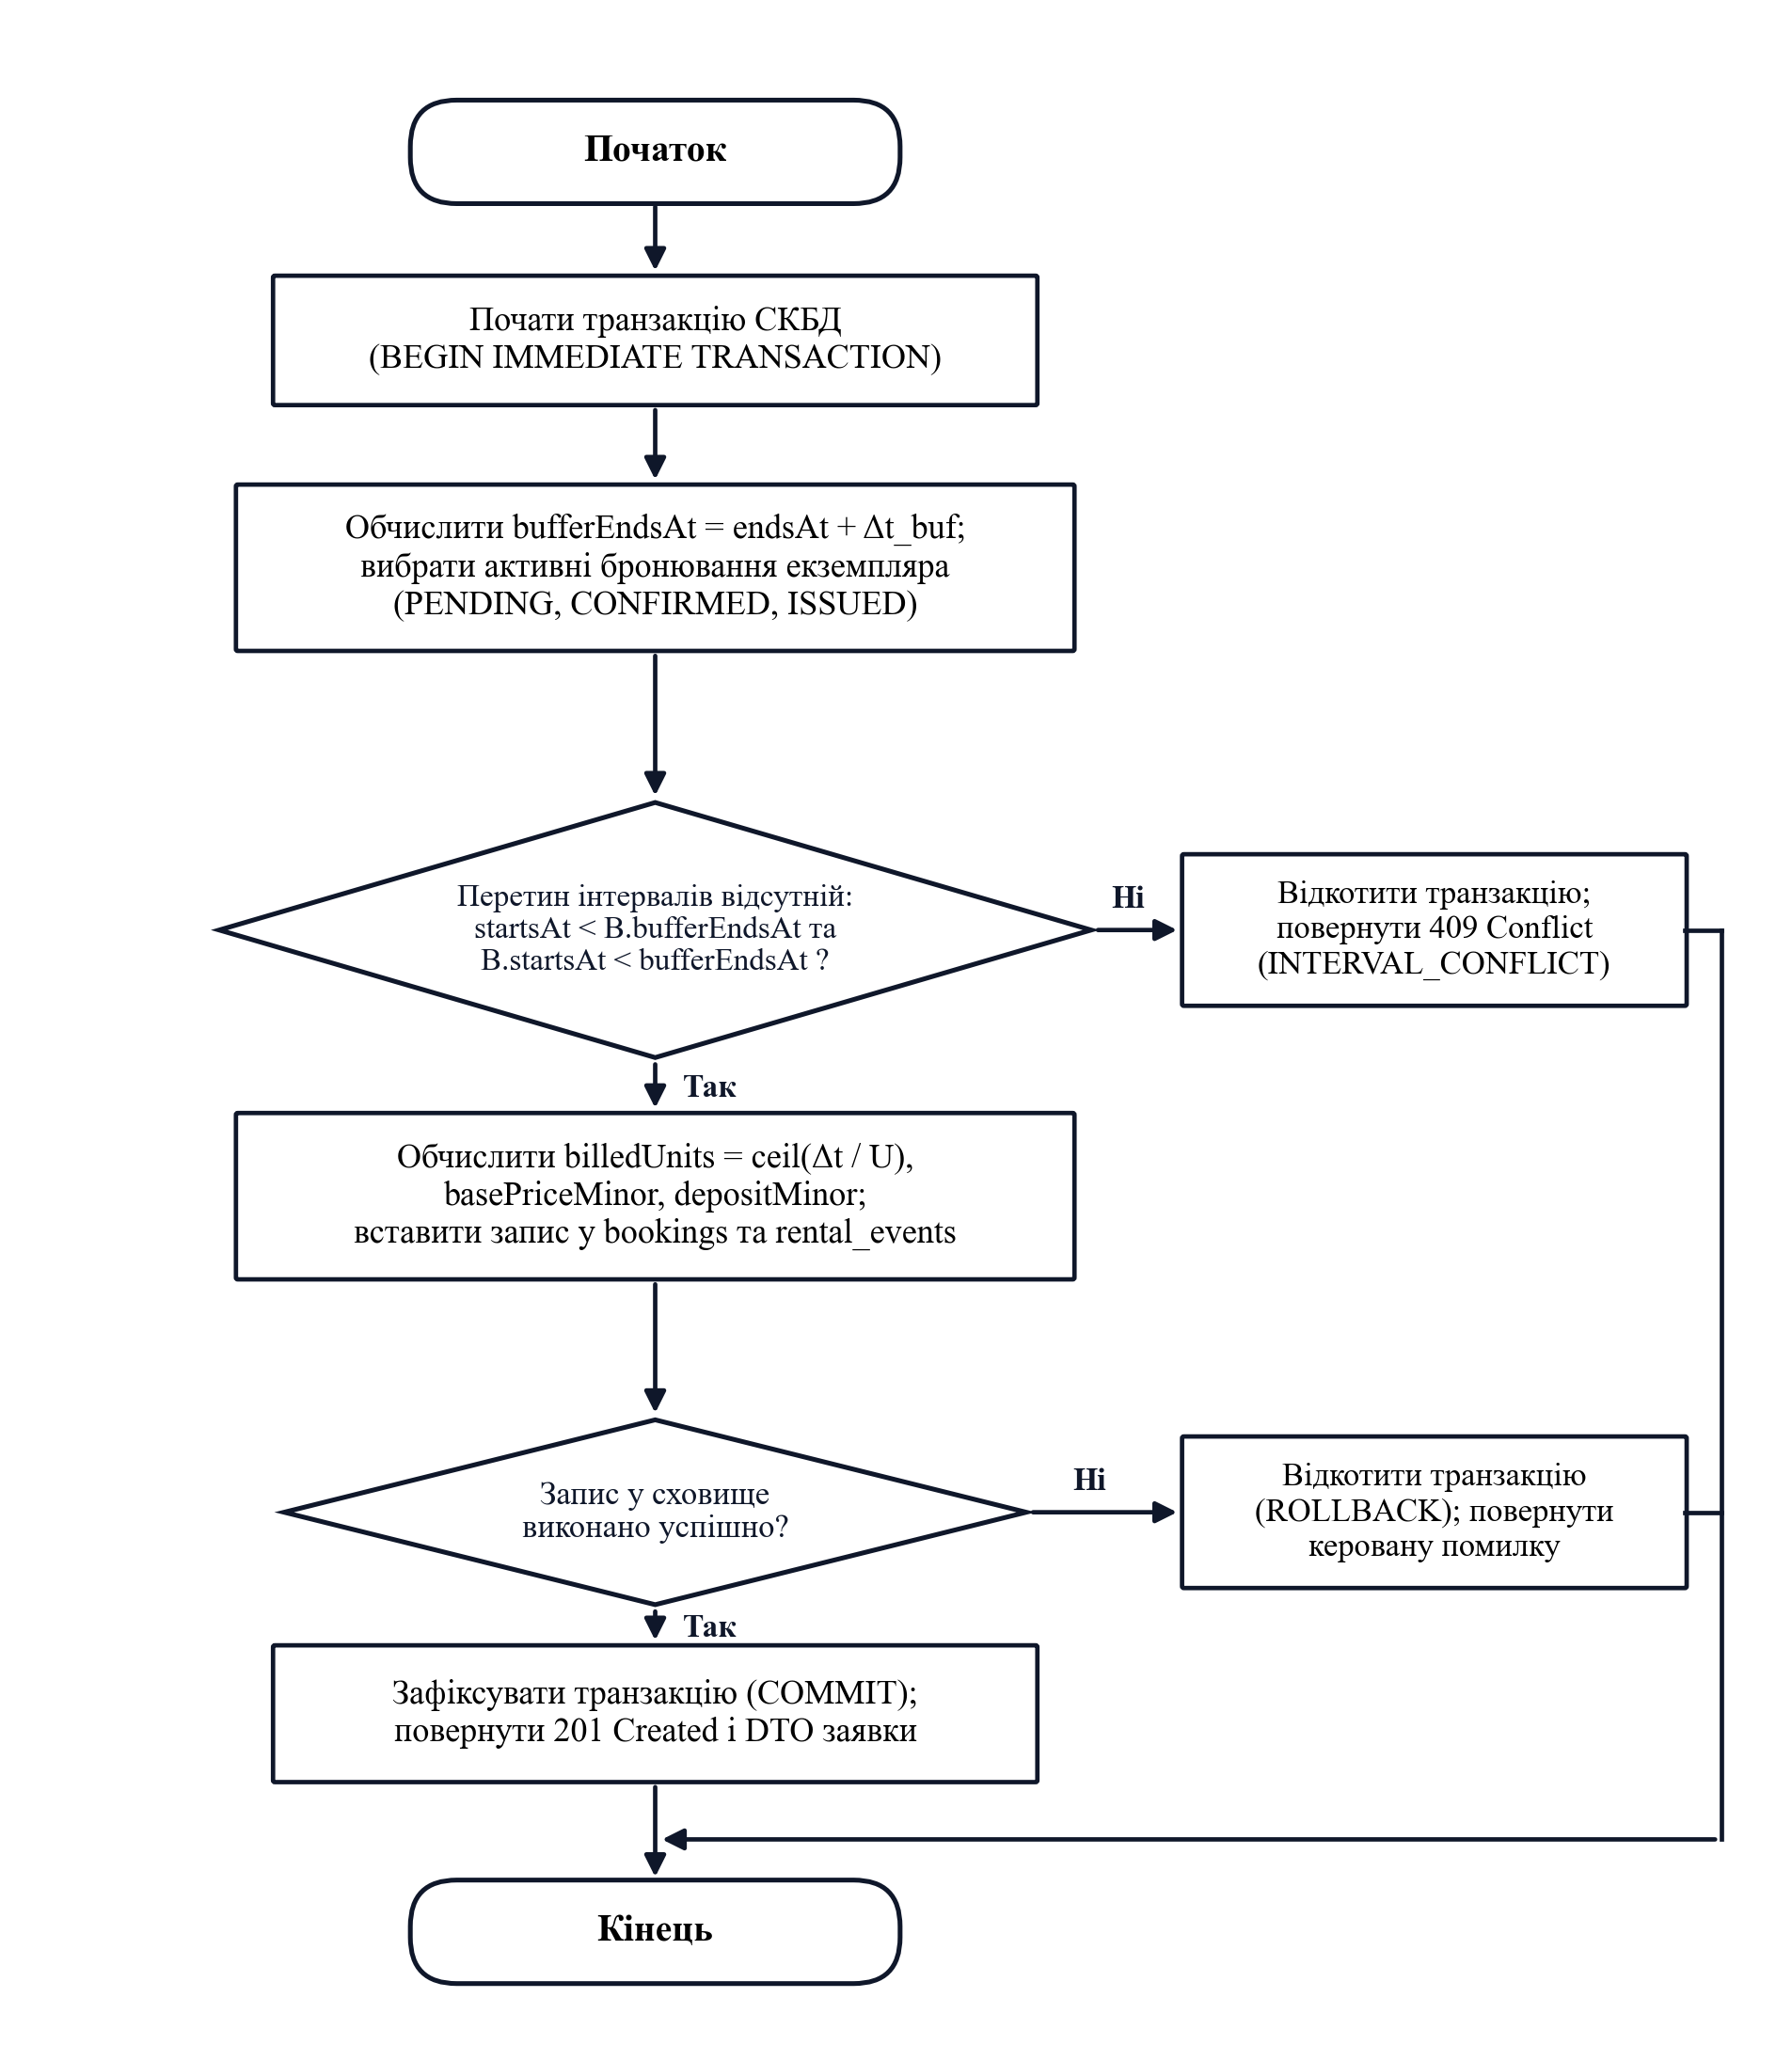 Початок
Почати транзакцію СКБД
(BEGIN IMMEDIATE TRANSACTION)
Обчислити bufferEndsAt = endsAt + Δt_buf;
вибрати активні бронювання екземпляра
(PENDING, CONFIRMED, ISSUED)
Перетин інтервалів відсутній:
startsAt < B.bufferEndsAt та
B.startsAt < bufferEndsAt ?
Ні
Відкотити транзакцію;
повернути 409 Conflict
(INTERVAL_CONFLICT)
Так
Обчислити billedUnits = ceil(Δt / U),
basePriceMinor, depositMinor;
вставити запис у bookings та rental_events
Запис у сховище
виконано успішно?
Ні
Відкотити транзакцію
(ROLLBACK); повернути
керовану помилку
Так
Зафіксувати транзакцію (COMMIT);
повернути 201 Created і DTO заявки
Кінець